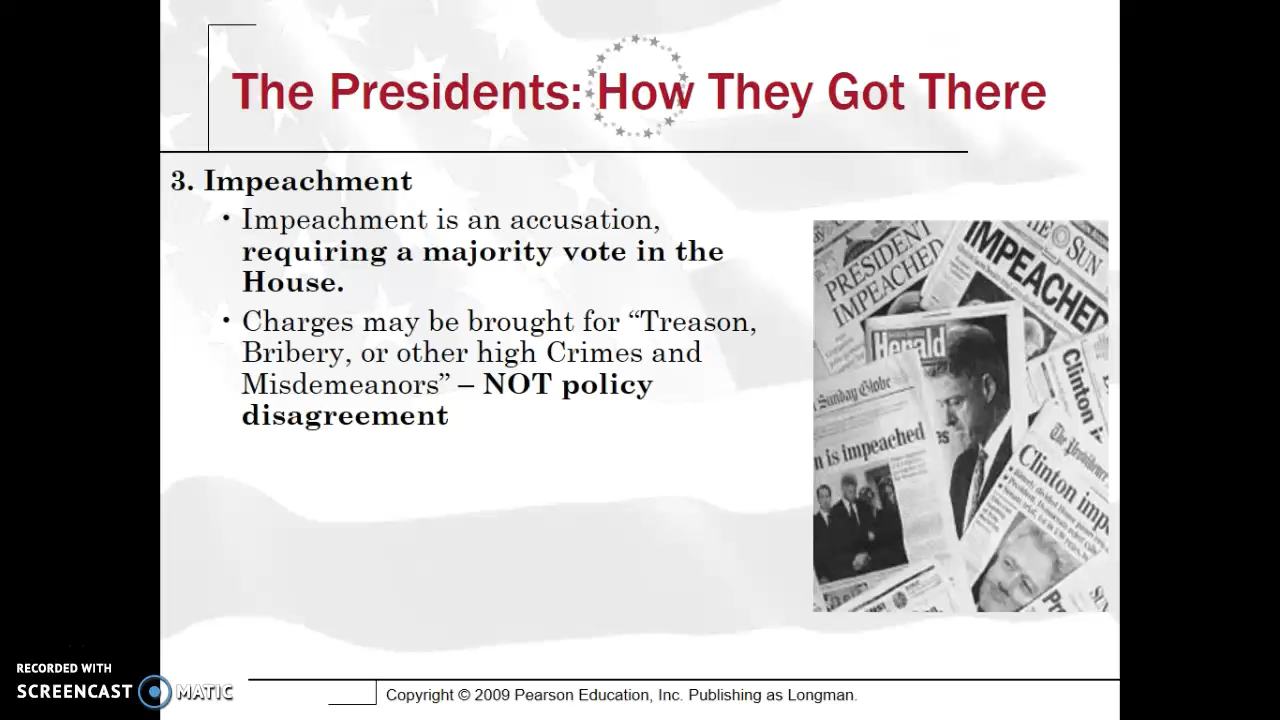 The Presidents: How They Got There
3. Impeachment
• Impeachment is an accusation,
requiring a majority vote in the
House.
• Charges may be brought for “Treason,
Bribery, or other high Crimes and
Misdemeanors” – NOT policy
disagreement
PRESIDENT
IMPEACHED
THE SUN
IMPEACHED
Herald
Clinton i
Sunday Globe
n is impeached
The Providence
Clinton imp
RECORDED WITH
SCREENCAST MATIC
Copyright © 2009 Pearson Education, Inc. Publishing as Longman.